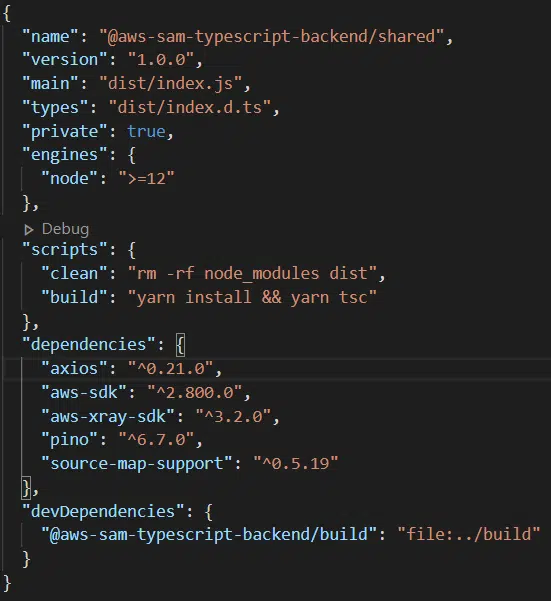 {
  "name": "@aws-sam-typescript-backend/shared",
  "version": "1.0.0",
  "main": "dist/index.js",
  "types": "dist/index.d.ts",
  "private": true,
  "engines": {
    "node": ">=12"
  },
  Debug
  "scripts": {
    "clean": "rm -rf node_modules dist",
    "build": "yarn install && yarn tsc"
  },
  "dependencies": {
    "axios": "^0.21.0",
    "aws-sdk": "^2.800.0",
    "aws-xray-sdk": "^3.2.0",
    "pino": "^6.7.0",
    "source-map-support": "^0.5.19"
  },
  "devDependencies": {
    "@aws-sam-typescript-backend/build": "file:../build"
  }
}